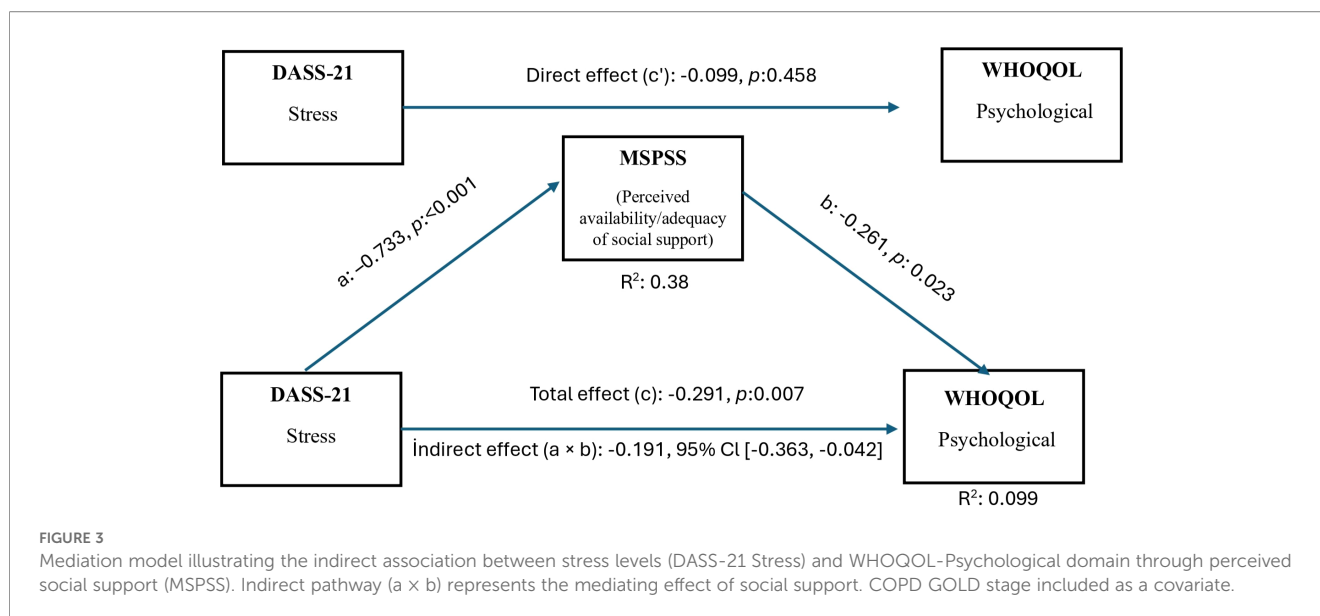 DASS-21
Stress
Direct effect (c'): -0.099, p:0.458
WHOQOL
Psychological
MSPSS
(Perceived
availability/adequacy
of social support)
R²: 0.38
a: –0.733, p:<0.001
b: -0.261, p: 0.023
DASS-21
Stress
Total effect (c): -0.291, p:0.007
İndirect effect (a × b): -0.191, 95% Cl [-0.363, -0.042]
WHOQOL
Psychological
R²: 0.099
FIGURE 3
Mediation model illustrating the indirect association between stress levels (DASS-21 Stress) and WHOQOL-Psychological domain through perceived
social support (MSPSS). Indirect pathway (a × b) represents the mediating effect of social support. COPD GOLD stage included as a covariate.